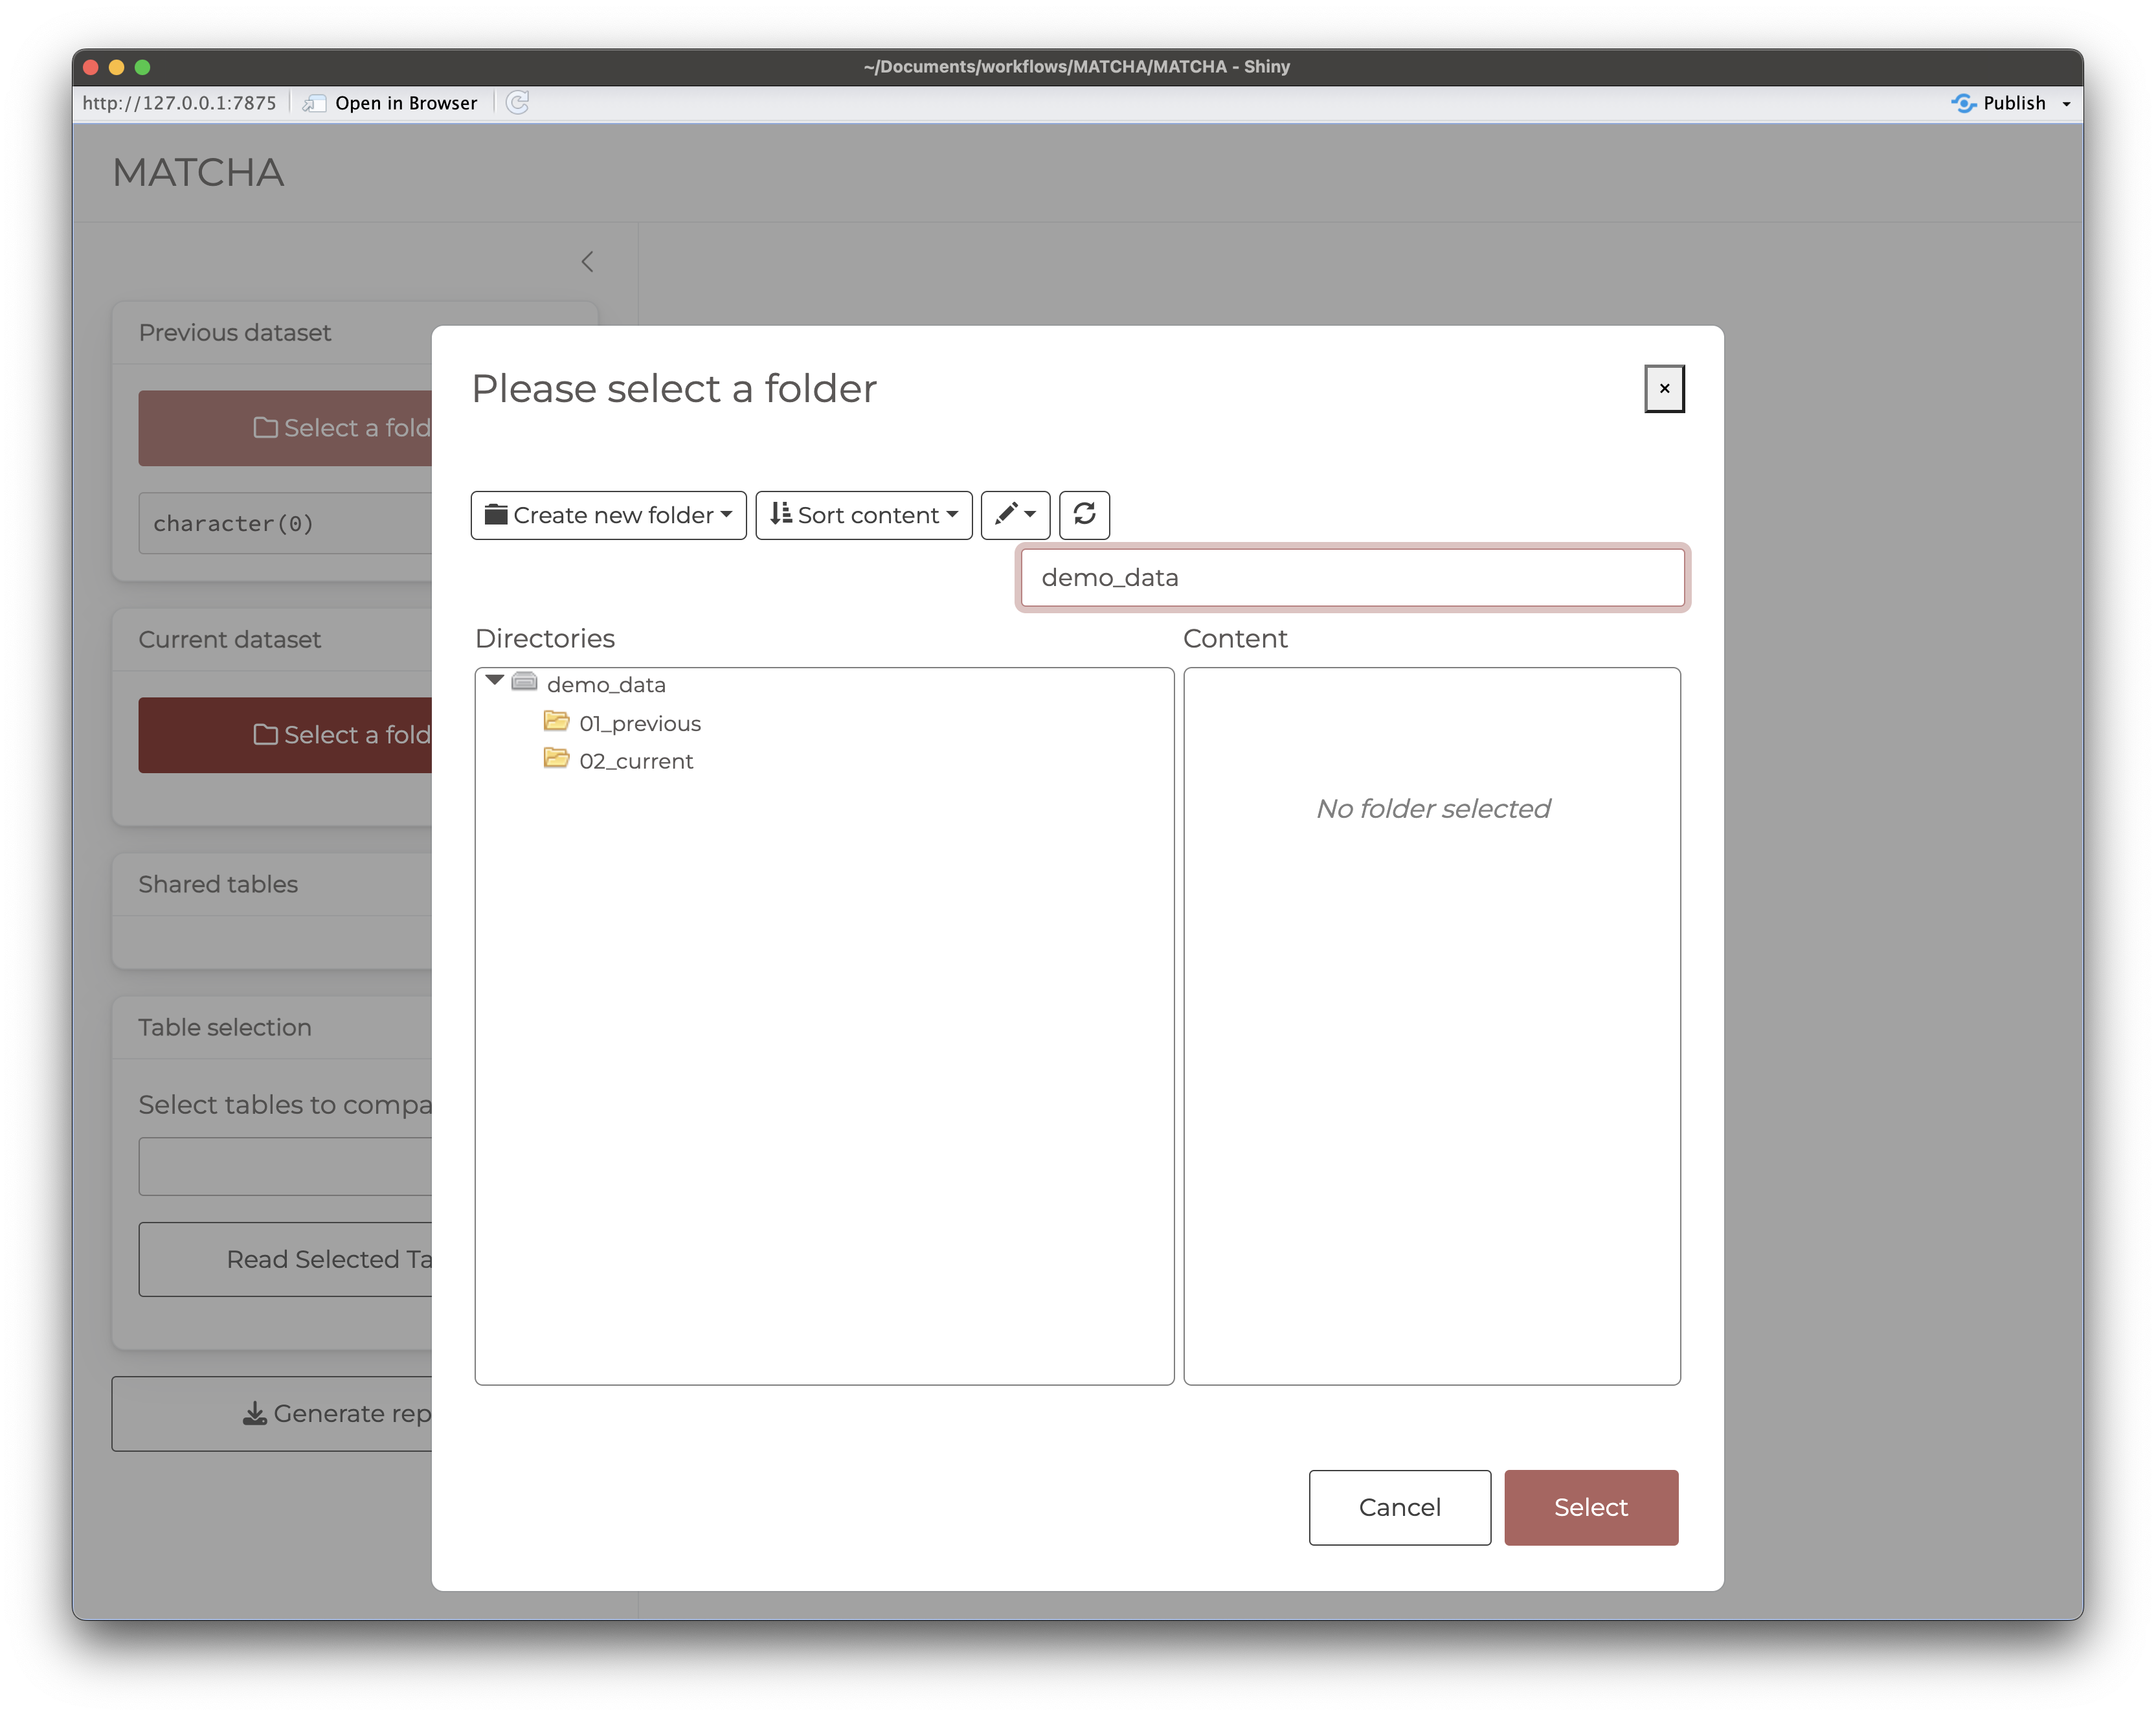 ~/Documents/workflows/MATCHA/MATCHA - Shiny
http://127.0.0.1:7875 Open in Browser Publish
MATCHA
Previous dataset
Select a fold
character(0)
Current dataset
Select a fold
Shared tables
Table selection
Select tables to compa
Read Selected Ta
Generate rep
Please select a folder
×
Create new folder Sort content
demo_data
Directories Content
demo_data
01_previous
02_current
No folder selected
Cancel Select